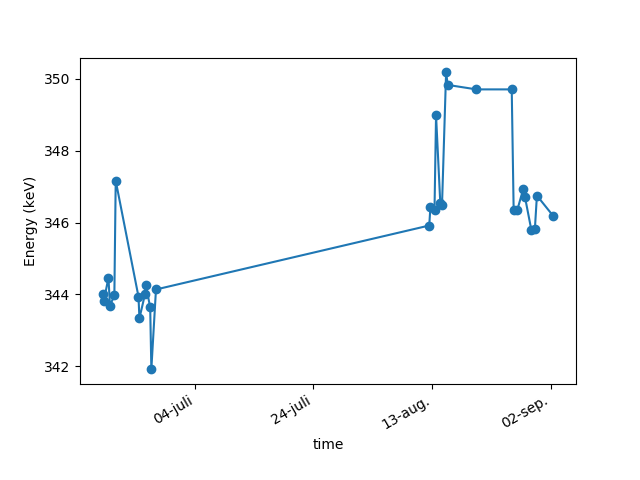 350
348
346
344
342
Energy (keV)
04-juli
24-juli
13-aug.
02-sep.
time